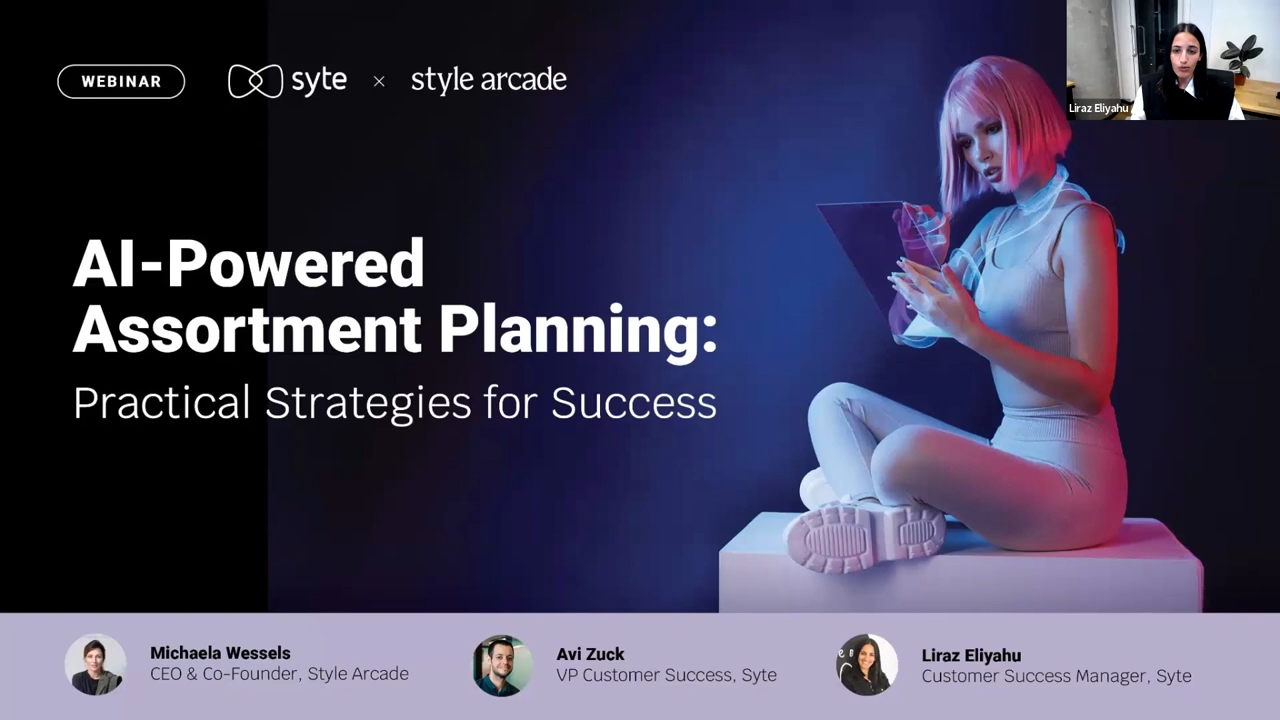 WEBINAR
syte × style arcade
Liraz Eliyahu
AI-Powered
Assortment Planning:
Practical Strategies for Success
Michaela Wessels
CEO & Co-Founder, Style Arcade
Avi Zuck
VP Customer Success, Syte
Liraz Eliyahu
Customer Success Manager, Syte